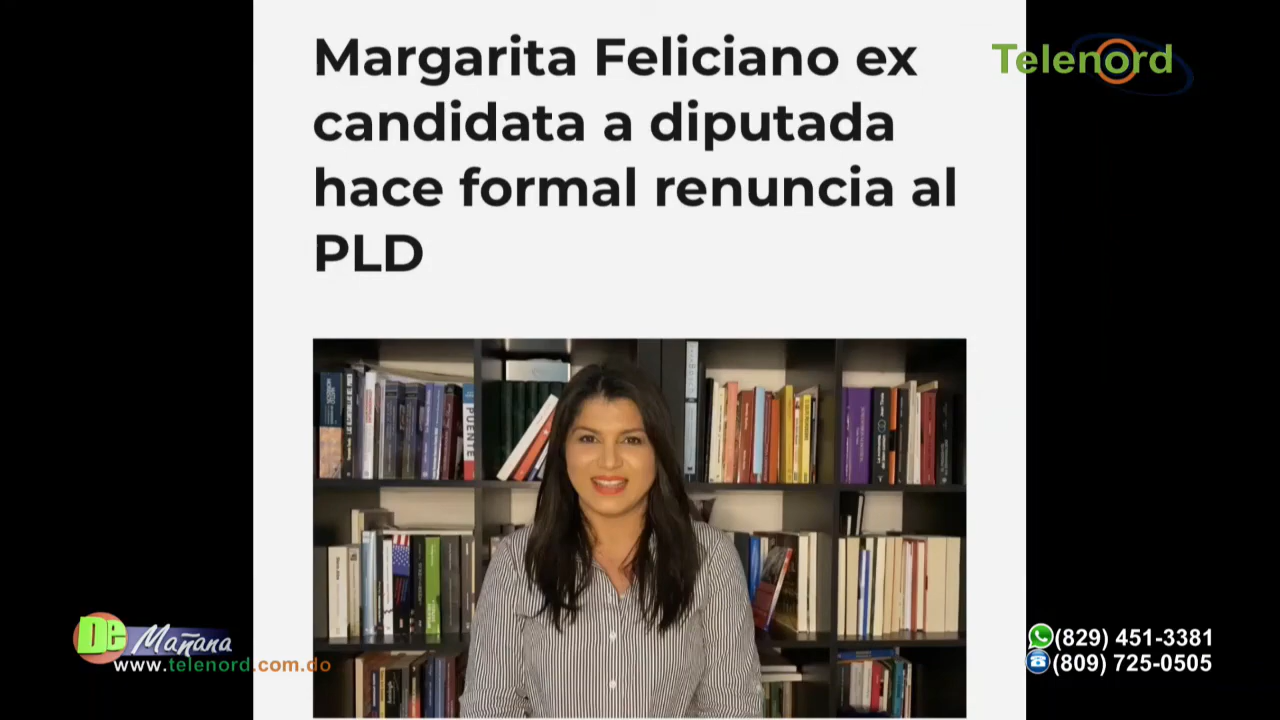 Margarita Feliciano ex
candidata a diputada
hace formal renuncia al
PLD
Telenord
PUENTE
De Mañana
www.telenord.com.do
(829) 451-3381
(809) 725-0505